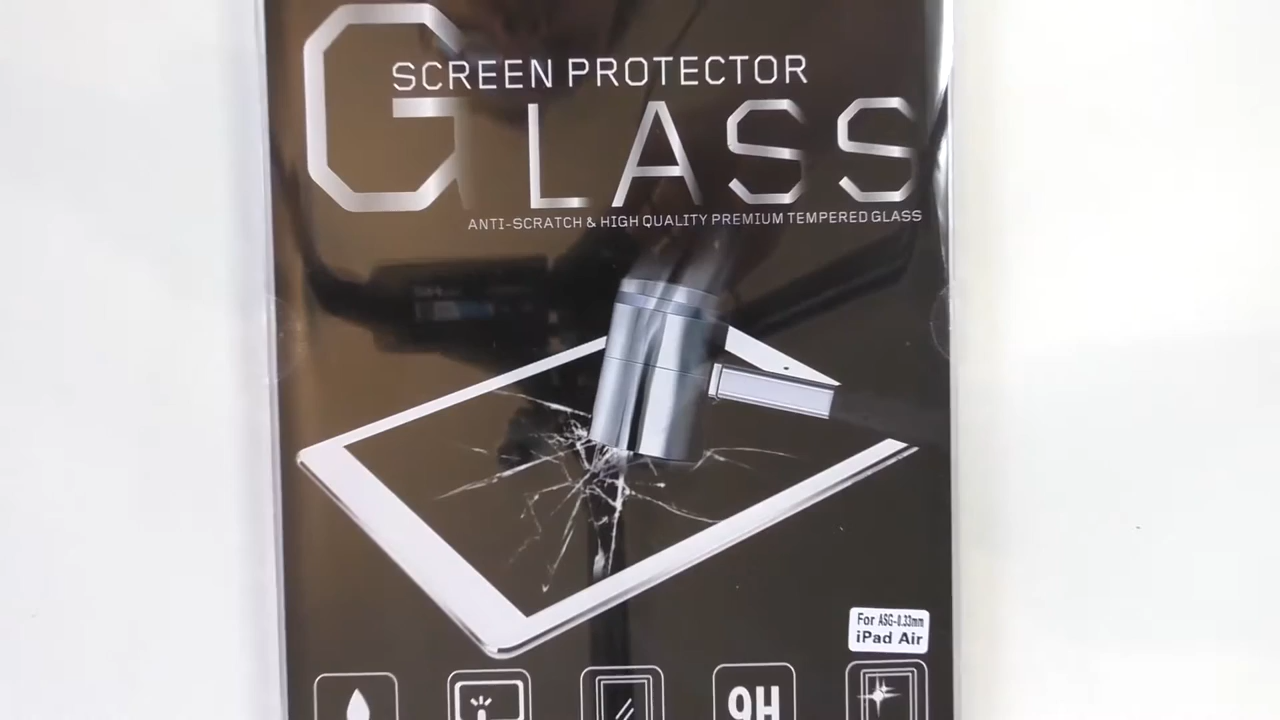 SCREEN PROTECTOR
GLASS
ANTI-SCRATCH & HIGH QUALITY PREMIUM TEMPERED GLASS
For ASG-0.33mm
iPad Air
9H